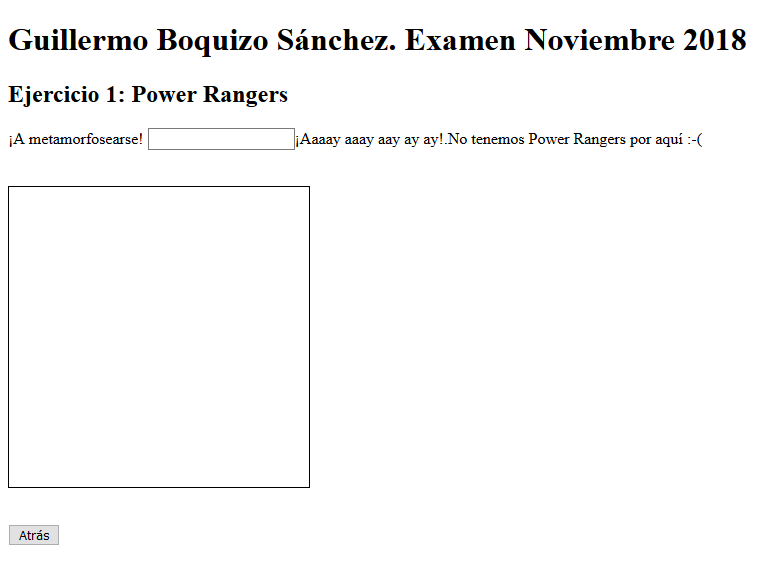 Guillermo Boquizo Sánchez. Examen Noviembre 2018
Ejercicio 1: Power Rangers
¡A metamorfosearse! ¡Aaaay aaay aay ay ay!.No tenemos Power Rangers por aquí :-(
Atrás